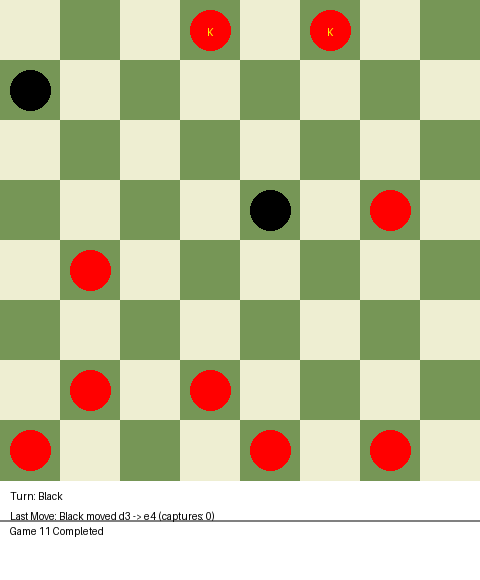 K K
Turn: Black
Last Move: Black moved d3 -> e4 (captures: 0)
Game 11 Completed